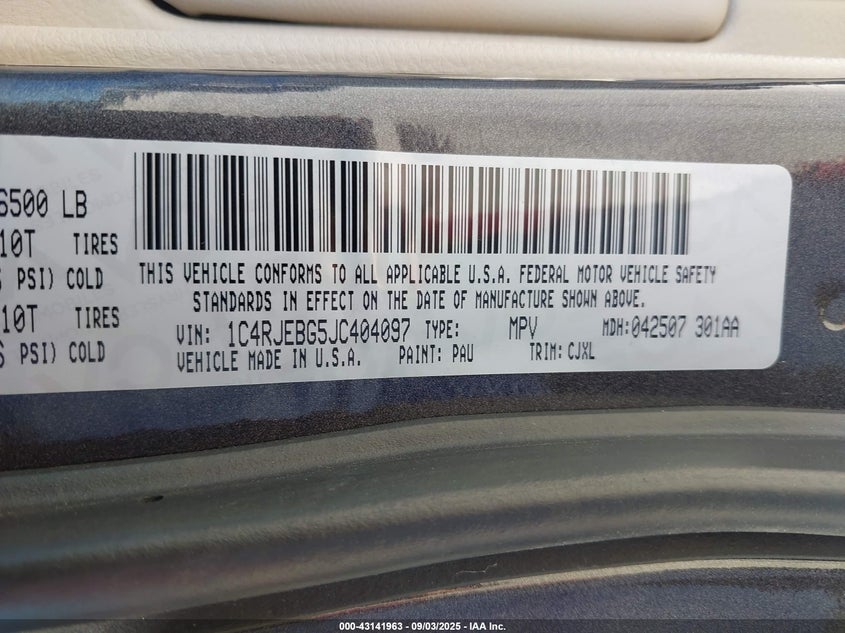 6500 LB
10T TIRES
PSI) COLD
10T TIRES
PSI) COLD
THIS VEHICLE CONFORMS TO ALL APPLICABLE U.S.A. FEDERAL MOTOR VEHICLE SAFETY
STANDARDS IN EFFECT ON THE DATE OF MANUFACTURE SHOWN ABOVE.
VIN: 1C4RJEBG5JC404097 TYPE: MPV MDH:042507 301AA
VEHICLE MADE IN U.S.A. PAINT: PAU TRIM: CJXL
000-43141963 - 09/03/2025 - IAA Inc.